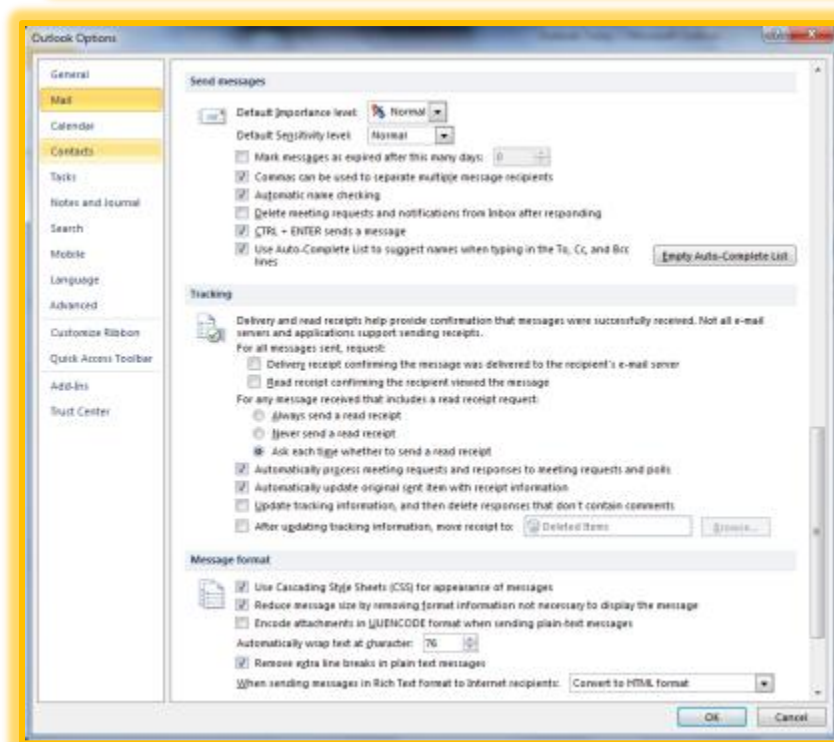 Outlook Options
General
Mail
Calendar
Contacts
Tasks
Notes and Journal
Search
Mobile
Language
Advanced
Customize Ribbon
Quick Access Toolbar
Add-Ins
Trust Center
Send messages
Default Importance level: Normal
Default Sensitivity level: Normal
Mark messages as expired after this many days: 0
Commas can be used to separate multiple message recipients
Automatic name checking
Delete meeting requests and notifications from Inbox after responding
CTRL + ENTER sends a message
Use Auto-Complete List to suggest names when typing in the To, Cc, and Bcc
lines
Empty Auto-Complete List
Tracking
Delivery and read receipts help provide confirmation that messages were successfully received. Not all e-mail
servers and applications support sending receipts.
For all messages sent, request:
Delivery receipt confirming the message was delivered to the recipient's e-mail server
Read receipt confirming the recipient viewed the message
For any message received that includes a read receipt request:
Always send a read receipt
Never send a read receipt
Ask each time whether to send a read receipt
Automatically process meeting requests and responses to meeting requests and polls
Automatically update original sent item with receipt information
Update tracking information, and then delete responses that don't contain comments
After updating tracking information, move receipt to: Deleted Items Browse...
Message format
Use Cascading Style Sheets (CSS) for appearance of messages
Reduce message size by removing format information not necessary to display the message
Encode attachments in UUENCODE format when sending plain-text messages
Automatically wrap text at character: 76
Remove extra line breaks in plain text messages
When sending messages in Rich Text format to Internet recipients: Convert to HTML format
OK Cancel